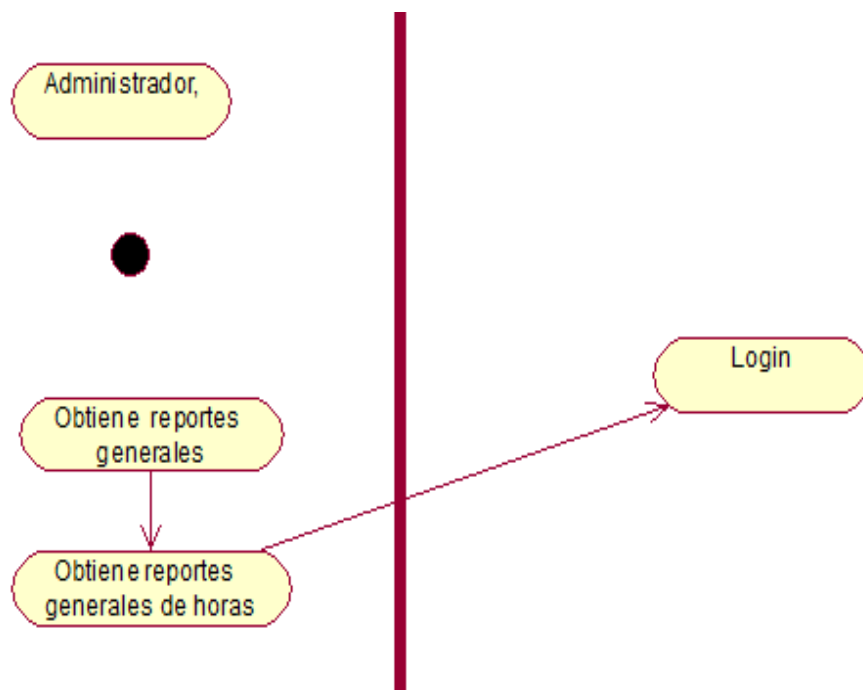 Administrador,
Login
Obtiene reportes
generales
Obtiene reportes
generales de horas